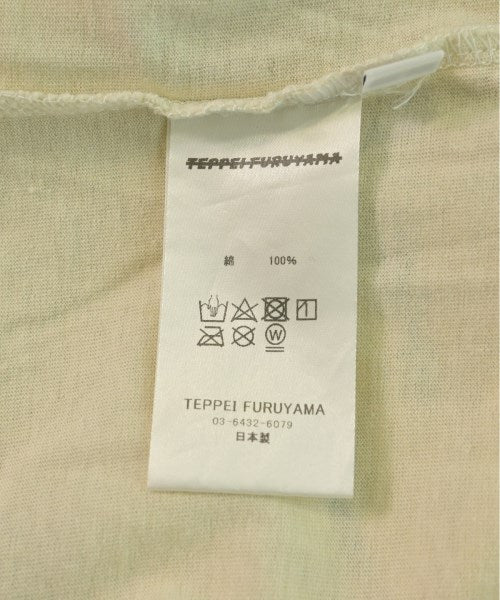 TEPPEI FURUYAMA
綿 100%
W
TEPPEI FURUYAMA
03-6432-6079
日本製